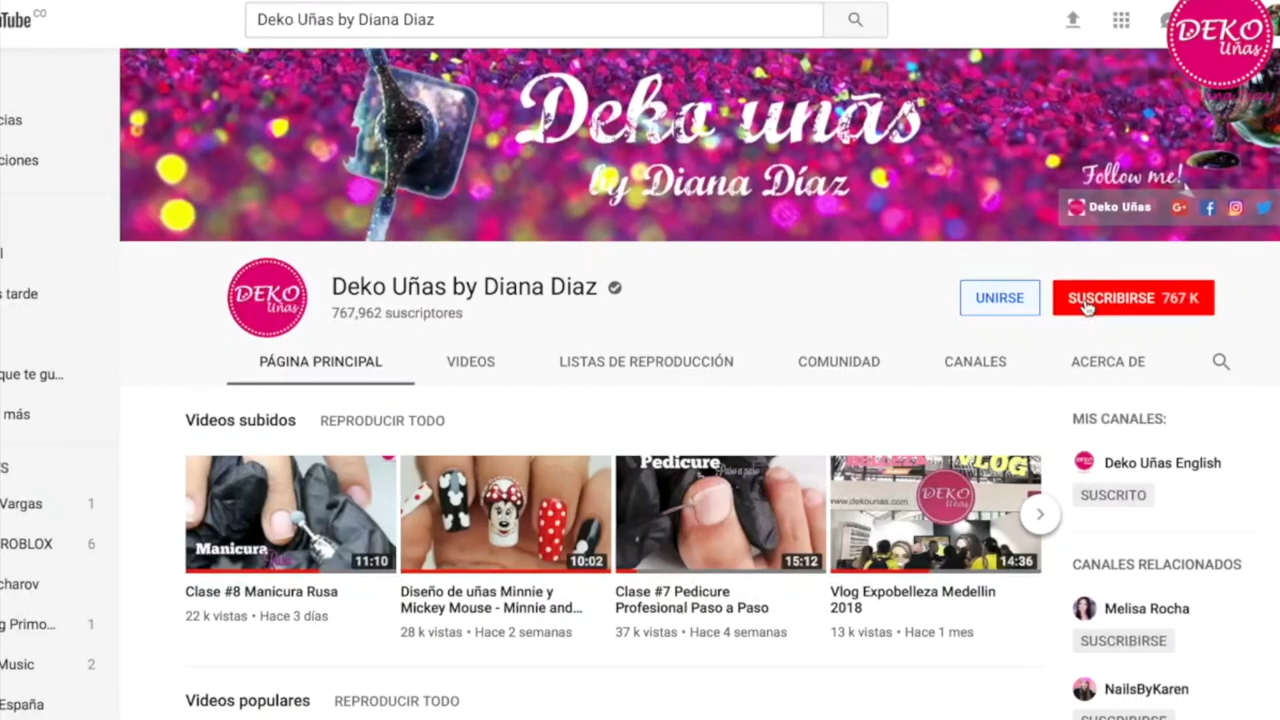 Tube CO
Deko Uñas by Diana Diaz
DEKO
Uñas
Deko uñas
by Diana Díaz
Follow me!
Deko Uñas
cias
ciones
l
s tarde
que te gu...
más
S
Vargas 1
ROBLOX 6
charov
g Primo... 1
Music 2
España
DEKO
Uñas
Deko Uñas by Diana Diaz
767,962 suscriptores
UNIRSE
SUSCRIBIRSE 767 K
PÁGINA PRINCIPAL
VIDEOS
LISTAS DE REPRODUCCIÓN
COMUNIDAD
CANALES
ACERCA DE
Videos subidos
REPRODUCIR TODO
Manicura
11:10
10:02
Pedicure
Paso a paso
15:12
VLOG
www.dekounas.com
DEKO
Uñas
14:36
Clase #8 Manicura Rusa
22 k vistas • Hace 3 días
Diseño de uñas Minnie y
Mickey Mouse - Minnie and...
28 k vistas • Hace 2 semanas
Clase #7 Pedicure
Profesional Paso a Paso
37 k vistas • Hace 4 semanas
Vlog Expobelleza Medellin
2018
13 k vistas • Hace 1 mes
Videos populares
REPRODUCIR TODO
MIS CANALES:
Deko Uñas English
SUSCRITO
CANALES RELACIONADOS
Melisa Rocha
SUSCRIBIRSE
NailsByKaren
SUSCRIBIRSE